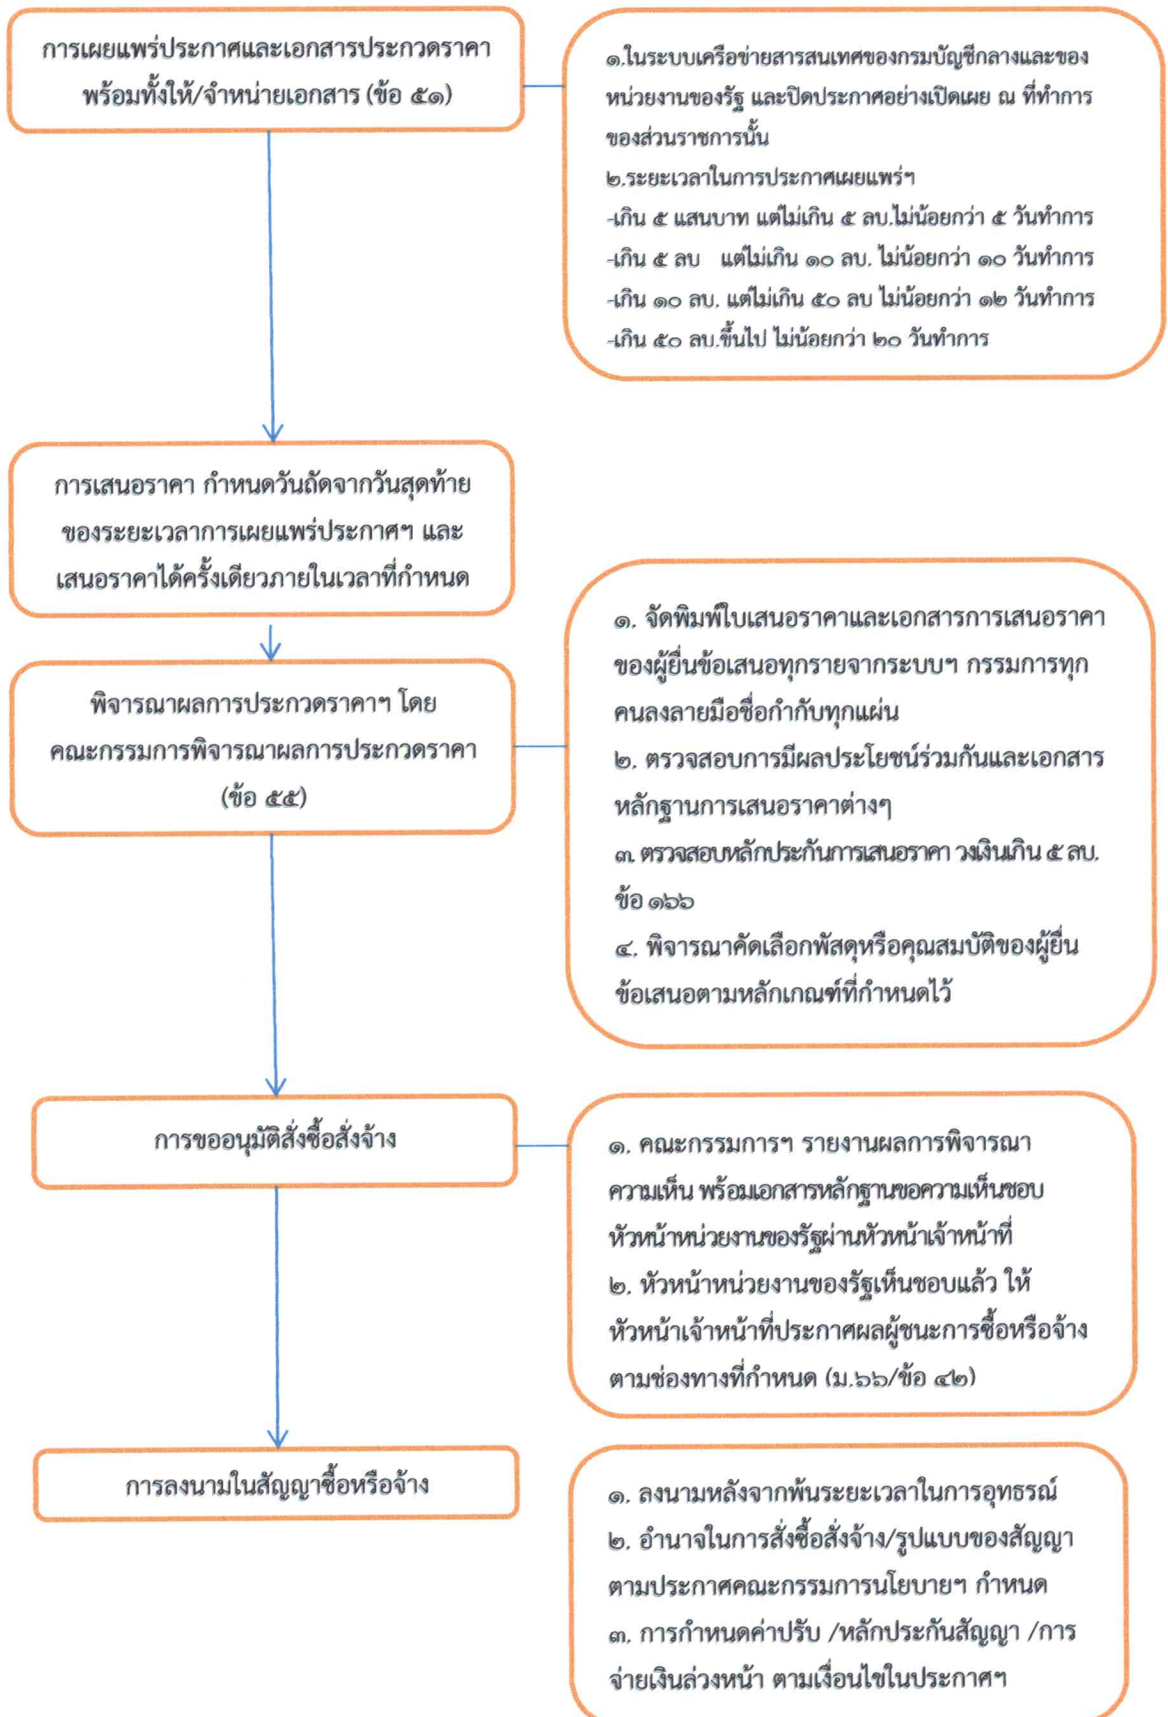 การเผยแพร่ประกาศและเอกสารประกวดราคา
พร้อมทั้งให้/จำหน่ายเอกสาร (ข้อ ๕๑)
๑.ในระบบเครือข่ายสารสนเทศของกรมบัญชีกลางและของ
หน่วยงานของรัฐ และปิดประกาศอย่างเปิดเผย ณ ที่ทำการ
ของส่วนราชการนั้น
๒.ระยะเวลาในการประกาศเผยแพร่ฯ
-เกิน ๕ แสนบาท แต่ไม่เกิน ๕ ลบ.ไม่น้อยกว่า ๕ วันทำการ
-เกิน ๕ ลบ แต่ไม่เกิน ๑๐ ลบ. ไม่น้อยกว่า ๑๐ วันทำการ
-เกิน ๑๐ ลบ. แต่ไม่เกิน ๕๐ ลบ ไม่น้อยกว่า ๑๒ วันทำการ
-เกิน ๕๐ ลบ.ขึ้นไป ไม่น้อยกว่า ๒๐ วันทำการ
การเสนอราคา กำหนดวันถัดจากวันสุดท้าย
ของระยะเวลาการเผยแพร่ประกาศฯ และ
เสนอราคาได้ครั้งเดียวภายในเวลาที่กำหนด
พิจารณาผลการประกวดราคาฯ โดย
คณะกรรมการพิจารณาผลการประกวดราคา
(ข้อ ๕๕)
๑. จัดพิมพ์ใบเสนอราคาและเอกสารการเสนอราคา
ของผู้ยื่นข้อเสนอทุกรายจากระบบฯ กรรมการทุก
คนลงลายมือชื่อกำกับทุกแผ่น
๒. ตรวจสอบการมีผลประโยชน์ร่วมกันและเอกสาร
หลักฐานการเสนอราคาต่างๆ
๓. ตรวจสอบหลักประกันการเสนอราคา วงเงินเกิน ๕ ลบ.
ข้อ ๑๖๖
๔. พิจารณาคัดเลือกพัสดุหรือคุณสมบัติของผู้ยื่น
ข้อเสนอตามหลักเกณฑ์ที่กำหนดไว้
การขออนุมัติสั่งซื้อสั่งจ้าง
๑. คณะกรรมการฯ รายงานผลการพิจารณา
ความเห็น พร้อมเอกสารหลักฐานขอความเห็นชอบ
หัวหน้าหน่วยงานของรัฐผ่านหัวหน้าเจ้าหน้าที่
๒. หัวหน้าหน่วยงานของรัฐเห็นชอบแล้ว ให้
หัวหน้าเจ้าหน้าที่ประกาศผลผู้ชนะการซื้อหรือจ้าง
ตามช่องทางที่กำหนด (ม.๖๖/ข้อ ๔๒)
การลงนามในสัญญาซื้อหรือจ้าง
๑. ลงนามหลังจากพ้นระยะเวลาในการอุทธรณ์
๒. อำนาจในการสั่งซื้อสั่งจ้าง/รูปแบบของสัญญา
ตามประกาศคณะกรรมการนโยบายฯ กำหนด
๓. การกำหนดค่าปรับ /หลักประกันสัญญา /การ
จ่ายเงินล่วงหน้า ตามเงื่อนไขในประกาศฯ